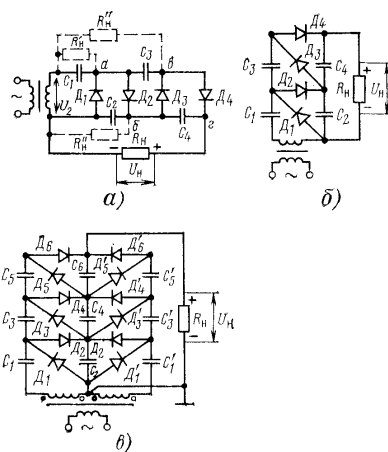 R''''н
R'н
C₁
а
C₃
в
U₂
Д₁
C₂
Д₂
Д₃
Д₄
R''н
б
C₄
г
− Rн +
Uн
а)
Д₄
C₃
Д₃
C₄
Д₂
Rн
Uн
C₁
Д₁
C₂
б)
Д₆
Д'₆
C₅
Д₅
C₆
Д'₅
C'₅
Д₄
C₄
Д'₄
C₃
Д₃
Д'₃
C'₃
Rн
Uн
Д₂
Д'₂
C₁
Д₁
C₂
Д'₁
C'₁
в)